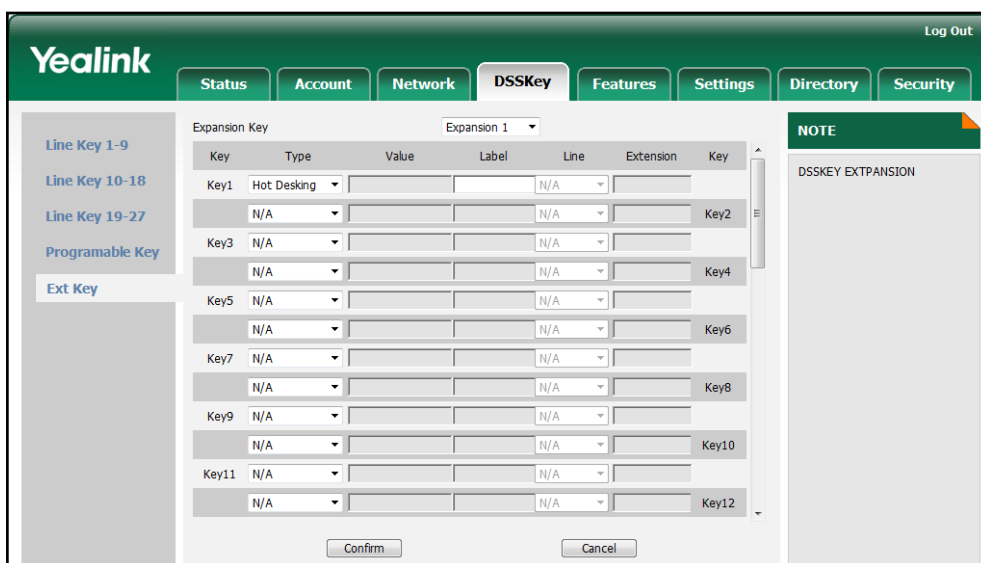 Log Out
Yealink
Status Account Network DSSKey Features Settings Directory Security
Line Key 1-9
Line Key 10-18
Line Key 19-27
Programable Key
Ext Key
Expansion Key Expansion 1
Key Type Value Label Line Extension Key
Key1 Hot Desking N/A
N/A N/A Key2
Key3 N/A N/A
N/A N/A Key4
Key5 N/A N/A
N/A N/A Key6
Key7 N/A N/A
N/A N/A Key8
Key9 N/A N/A
N/A N/A Key10
Key11 N/A N/A
N/A N/A Key12
Confirm Cancel
NOTE
DSSKEY EXTPANSION